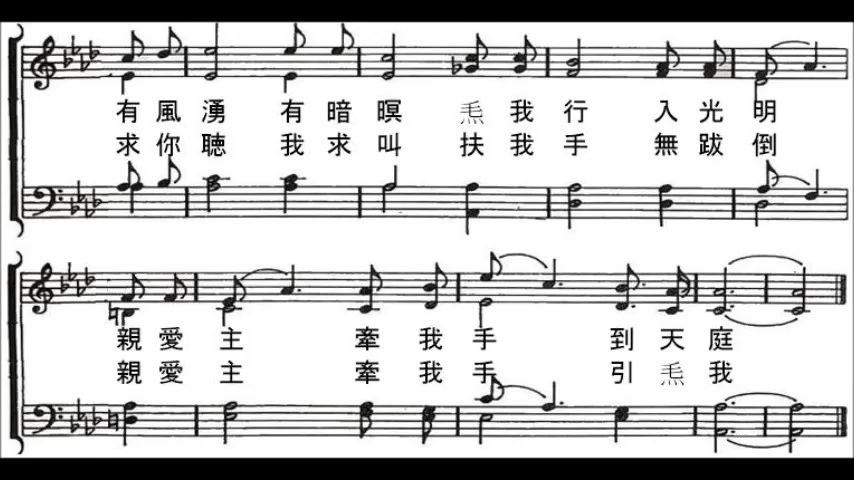 有風湧 有暗暝 𤆬我行 入光明
求你聽 我求叫 扶我手 無跋倒
親愛主 牽我手 到天庭
親愛主 牽我手 引𤆬我